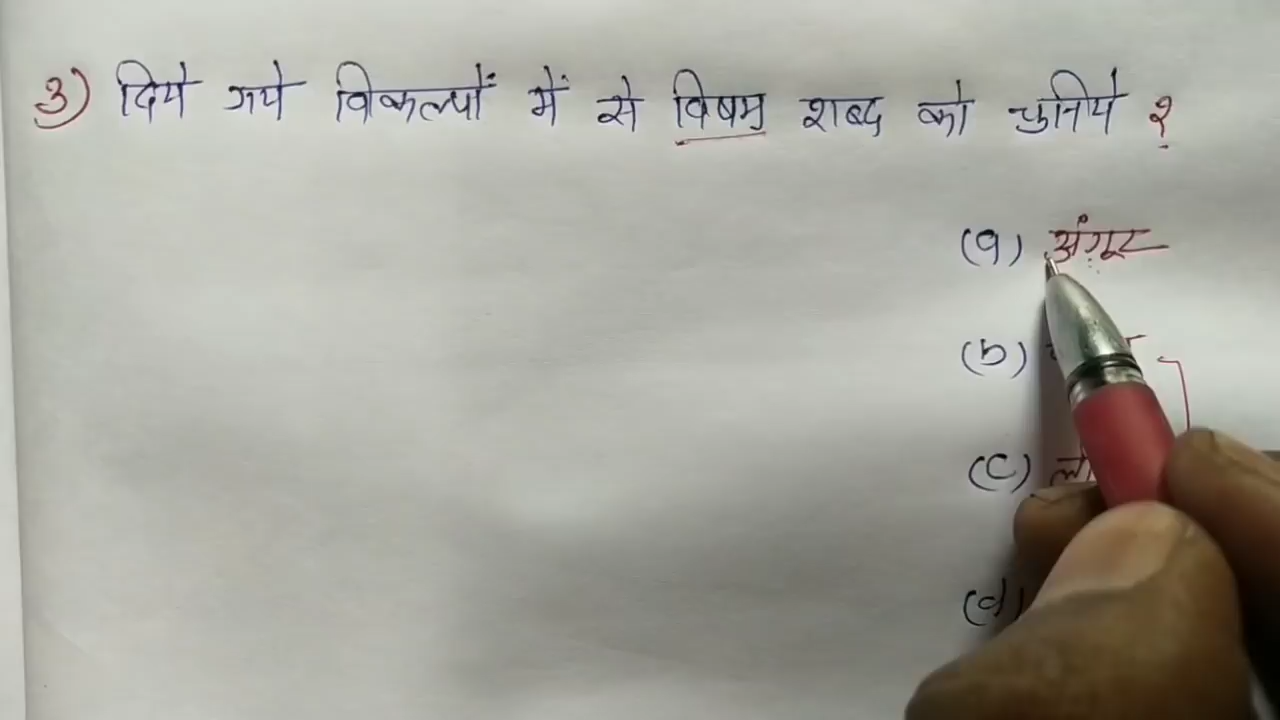 3) दिये गये विकल्पों में से विषम शब्द को चुनिये ?
(a) अंगूर
(b)
(c)
(d)